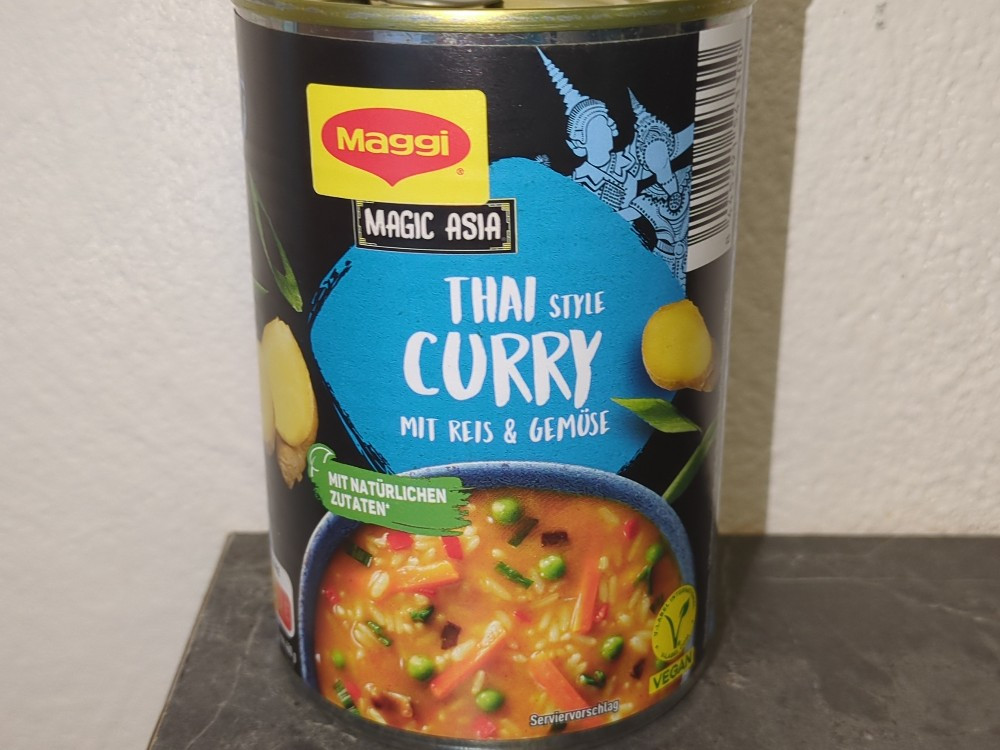 Maggi
MAGIC ASIA
THAI STYLE
CURRY
MIT REIS & GEMÜSE
MIT NATÜRLICHEN
ZUTATEN*
VEGAN
Serviervorschlag